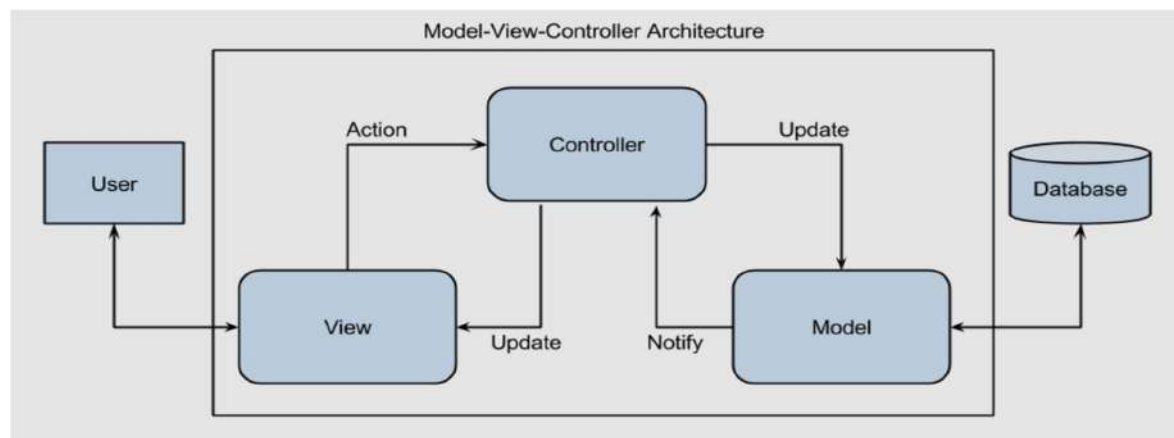 Model-View-Controller Architecture
Action
Controller
Update
User
Database
View
Update
Notify
Model